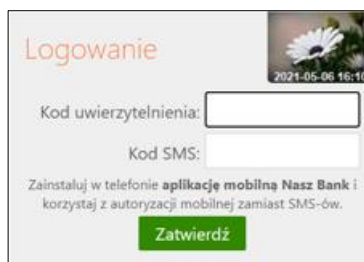 Logowanie
2021-05-06 16:10
Kod uwierzytelnienia:
Kod SMS:
Zainstaluj w telefonie aplikację mobilną Nasz Bank i
korzystaj z autoryzacji mobilnej zamiast SMS-ów.
Zatwierdź